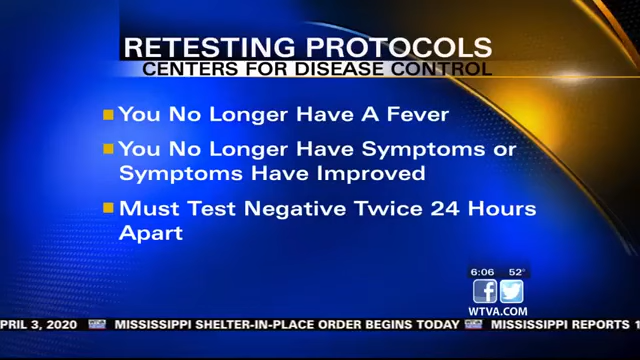 RETESTING PROTOCOLS
CENTERS FOR DISEASE CONTROL
You No Longer Have A Fever
You No Longer Have Symptoms or
Symptoms Have Improved
Must Test Negative Twice 24 Hours
Apart
6:06 52°
WTVA.COM
APRIL 3, 2020 MISSISSIPPI SHELTER-IN-PLACE ORDER BEGINS TODAY MISSISSIPPI REPORTS 1